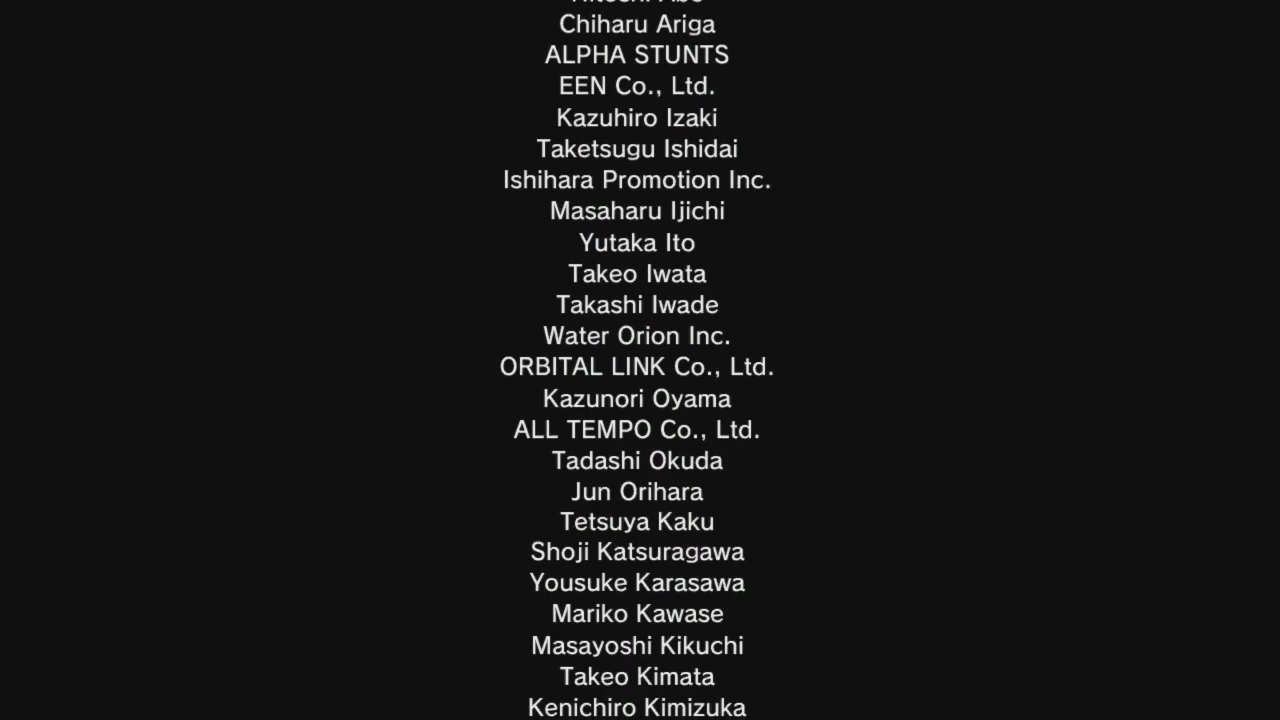 Chiharu Ariga
ALPHA STUNTS
EEN Co., Ltd.
Kazuhiro Izaki
Taketsugu Ishidai
Ishihara Promotion Inc.
Masaharu Ijichi
Yutaka Ito
Takeo Iwata
Takashi Iwade
Water Orion Inc.
ORBITAL LINK Co., Ltd.
Kazunori Oyama
ALL TEMPO Co., Ltd.
Tadashi Okuda
Jun Orihara
Tetsuya Kaku
Shoji Katsuragawa
Yousuke Karasawa
Mariko Kawase
Masayoshi Kikuchi
Takeo Kimata
Kenichiro Kimizuka